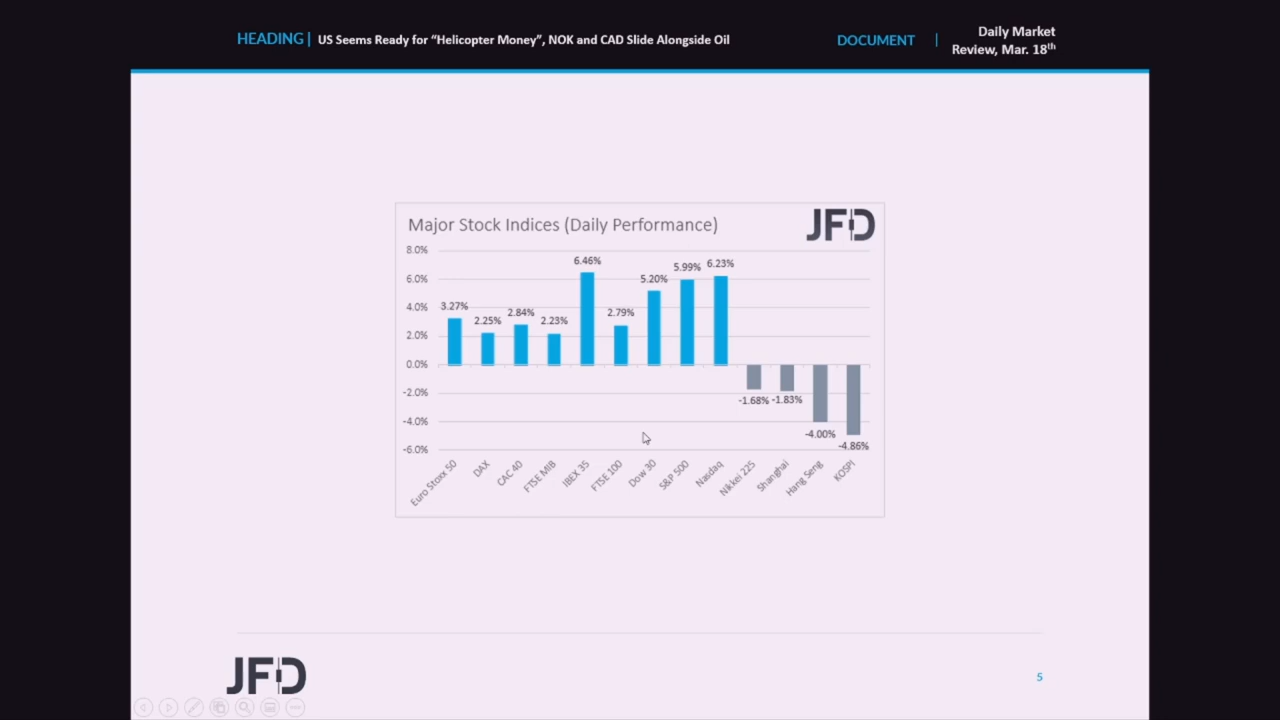 HEADING | US Seems Ready for “Helicopter Money”, NOK and CAD Slide Alongside Oil
DOCUMENT | Daily Market
Review, Mar. 18th
Major Stock Indices (Daily Performance)
JFD
8.0%
6.0%
4.0%
2.0%
0.0%
-2.0%
-4.0%
-6.0%
3.27%
2.25%
2.84%
2.23%
6.46%
2.79%
5.20%
5.99%
6.23%
-1.68%
-1.83%
-4.00%
-4.86%
Euro Stoxx 50
DAX
CAC 40
FTSE MIB
IBEX 35
FTSE 100
Dow 30
S&P 500
Nasdaq
Nikkei 225
Shanghai
Hang Seng
KOSPI
JFD
5